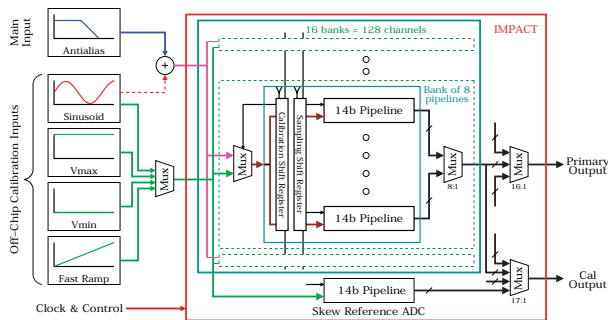 Main
Input
Antialias
16 banks = 128 channels
IMPACT
+
Off-Chip Calibration Inputs
Sinusoid
Vmax
Vmin
Fast Ramp
Mux
Mux
Calibration Shift
Register
Sampling Shift
Register
Bank of 8
pipelines
14b Pipeline
14b Pipeline
Mux
8:1
Mux
16:1
Primary
Output
Mux
17:1
Cal
Output
14b Pipeline
Skew Reference ADC
Clock & Control